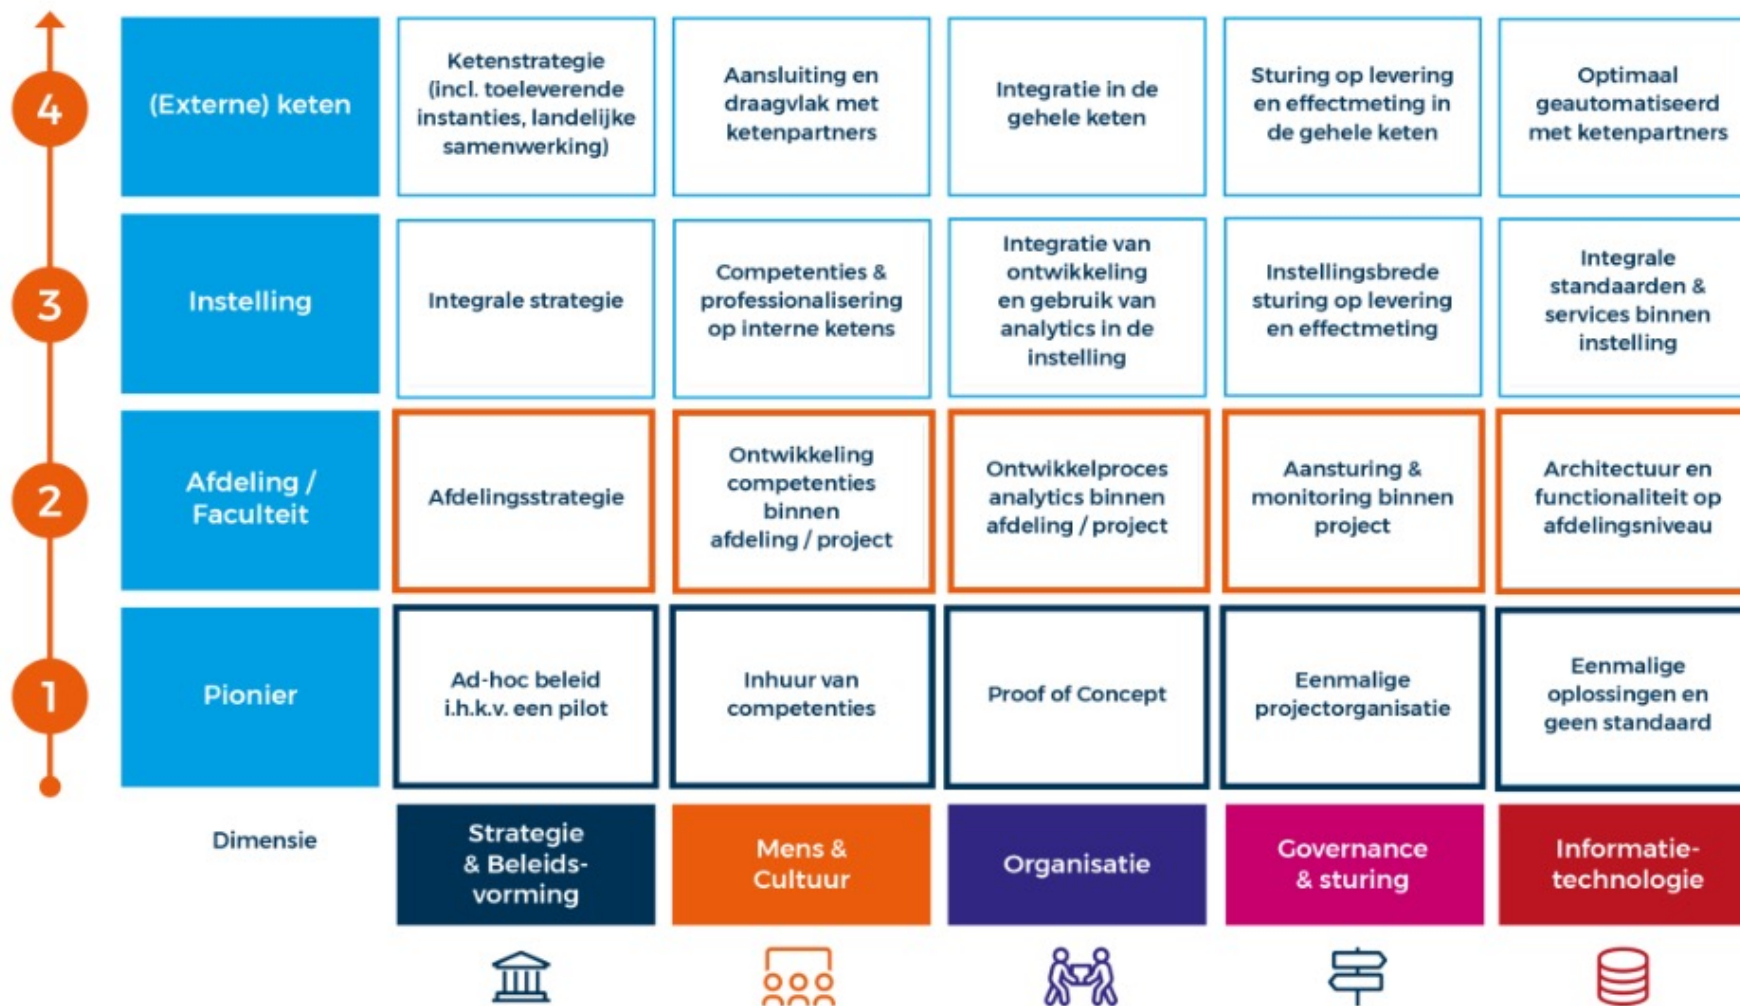 4
(Externe) keten
Ketenstrategie
(incl. toeleverende
instanties, landelijke
samenwerking)
Aansluiting en
draagvlak met
ketenpartners
Integratie in de
gehele keten
Sturing op levering
en effectmeting in
de gehele keten
Optimaal
geautomatiseerd
met ketenpartners
3
Instelling
Integrale strategie
Competenties &
professionalisering
op interne ketens
Integratie van
ontwikkeling
en gebruik van
analytics in de
instelling
Instellingsbrede
sturing op levering
en effectmeting
Integrale
standaarden &
services binnen
instelling
2
Afdeling /
Faculteit
Afdelingsstrategie
Ontwikkeling
competenties
binnen
afdeling / project
Ontwikkelproces
analytics binnen
afdeling / project
Aansturing &
monitoring binnen
project
Architectuur en
functionaliteit op
afdelingsniveau
1
Pionier
Ad-hoc beleid
i.h.k.v. een pilot
Inhuur van
competenties
Proof of Concept
Eenmalige
projectorganisatie
Eenmalige
oplossingen en
geen standaard
Dimensie
Strategie
& Beleids-
vorming
Mens &
Cultuur
Organisatie
Governance
& sturing
Informatie-
technologie